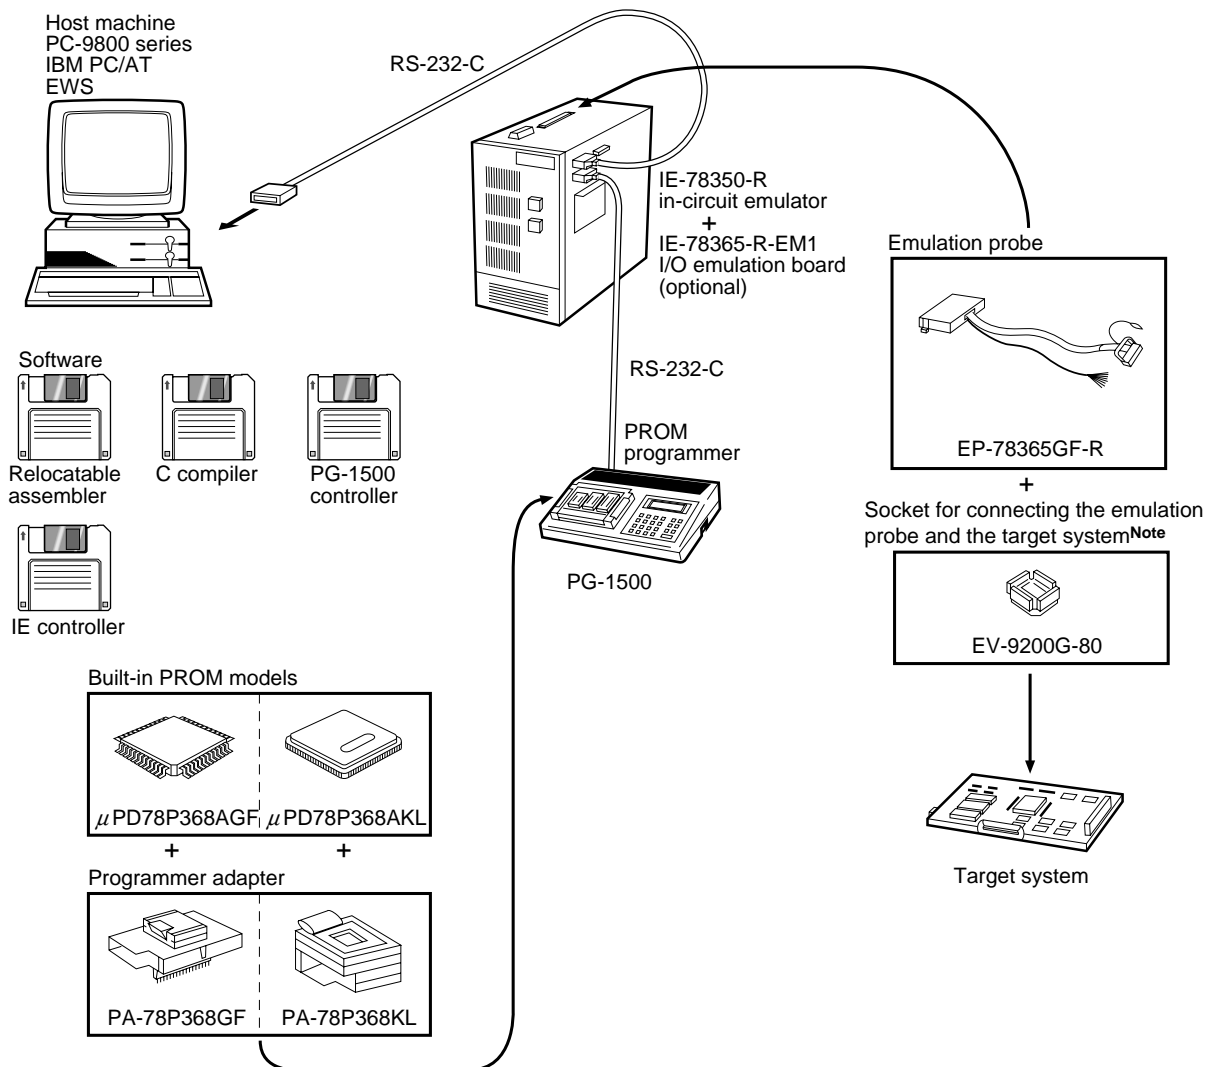 Host machine
PC-9800 series
IBM PC/AT
EWS
RS-232-C
IE-78350-R
in-circuit emulator
+
IE-78365-R-EM1
I/O emulation board
(optional)
Emulation probe
EP-78365GF-R
+
Socket for connecting the emulation
probe and the target systemNote
EV-9200G-80
Target system
RS-232-C
PROM
programmer
PG-1500
Software
Relocatable
assembler
C compiler
PG-1500
controller
IE controller
Built-in PROM models
μPD78P368AGF
μPD78P368AKL
+
+
Programmer adapter
PA-78P368GF
PA-78P368KL